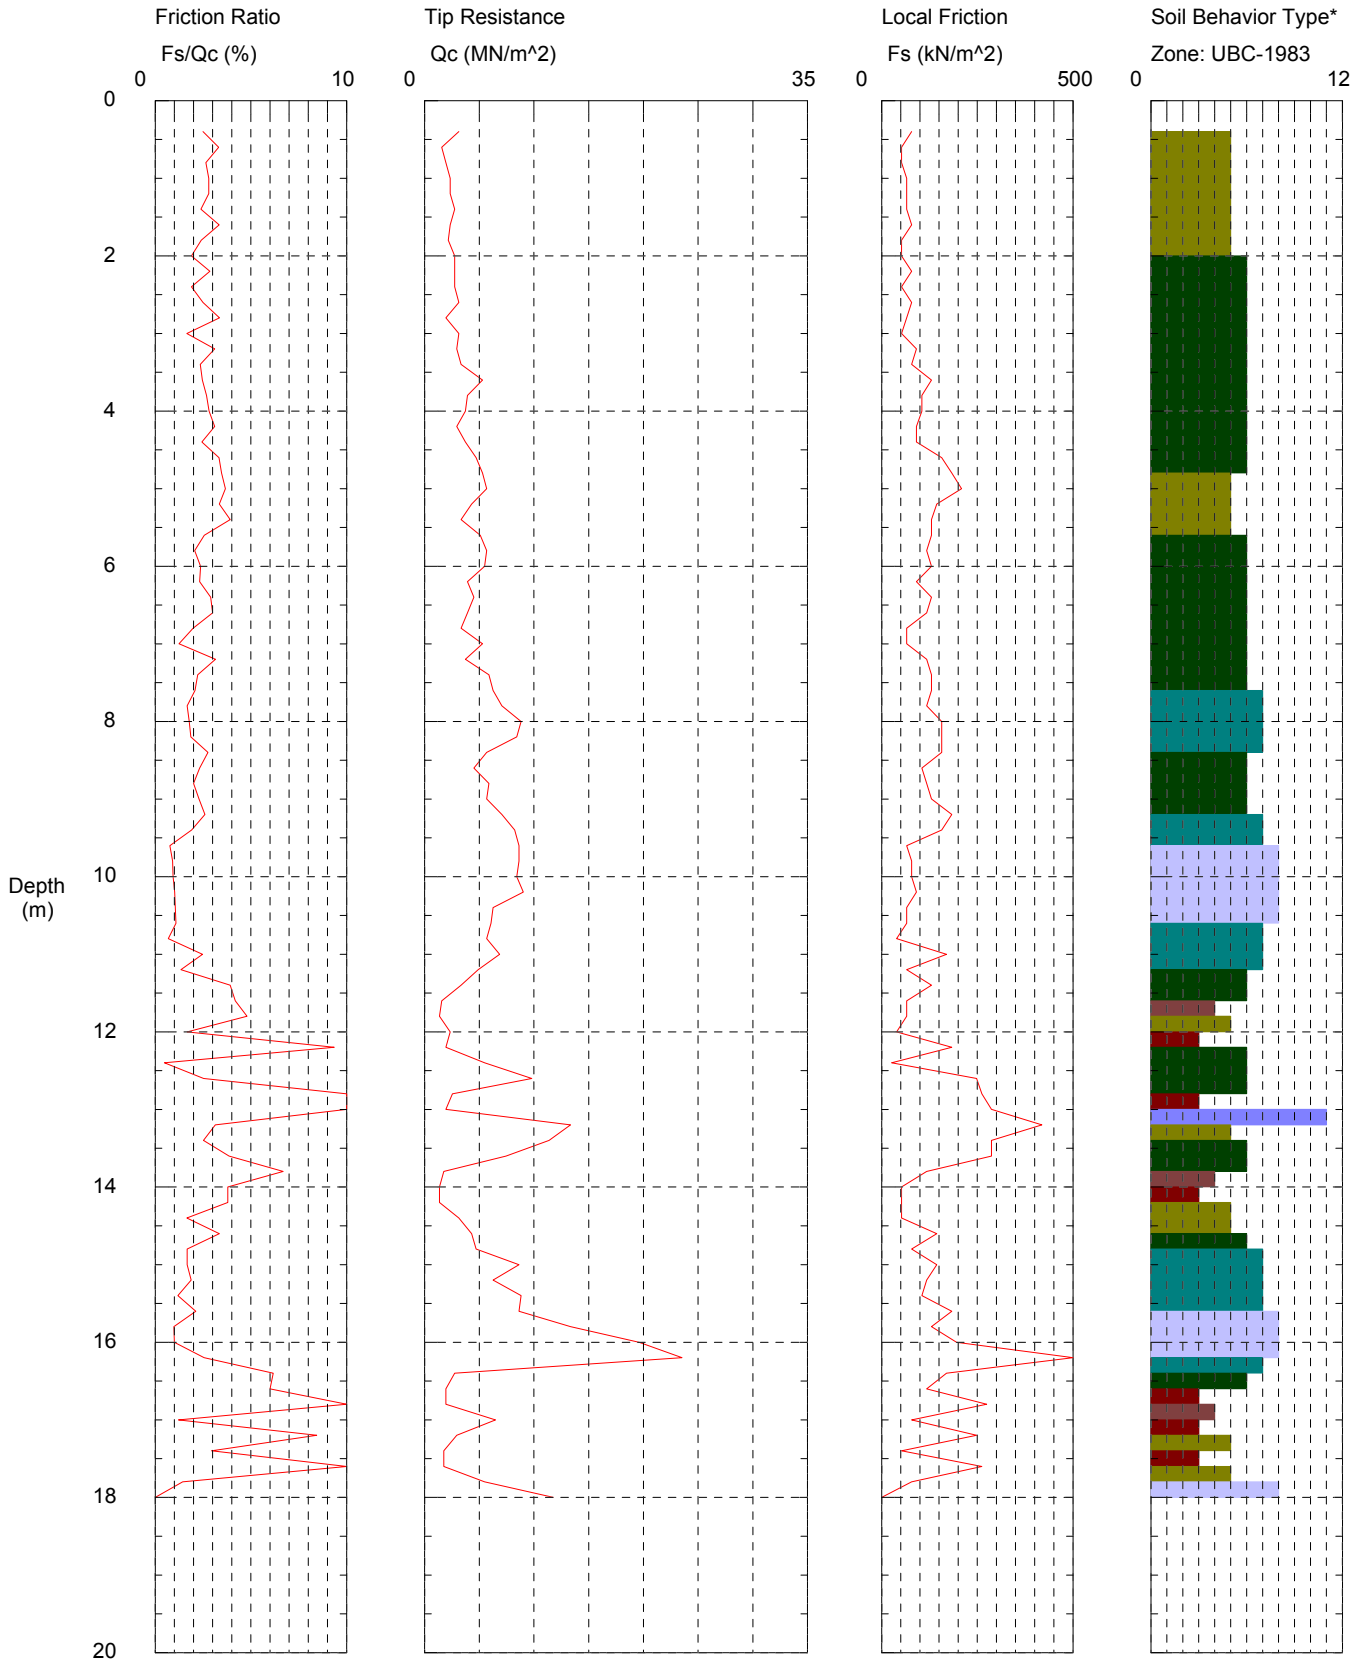 Friction Ratio
Tip Resistance
Local Friction
Soil Behavior Type*
Fs/Qc (%)
Qc (MN/m^2)
Fs (kN/m^2)
Zone: UBC-1983
0
10
0
35
0
500
0
12
0
2
4
6
8
Depth
(m)
10
12
14
16
18
20